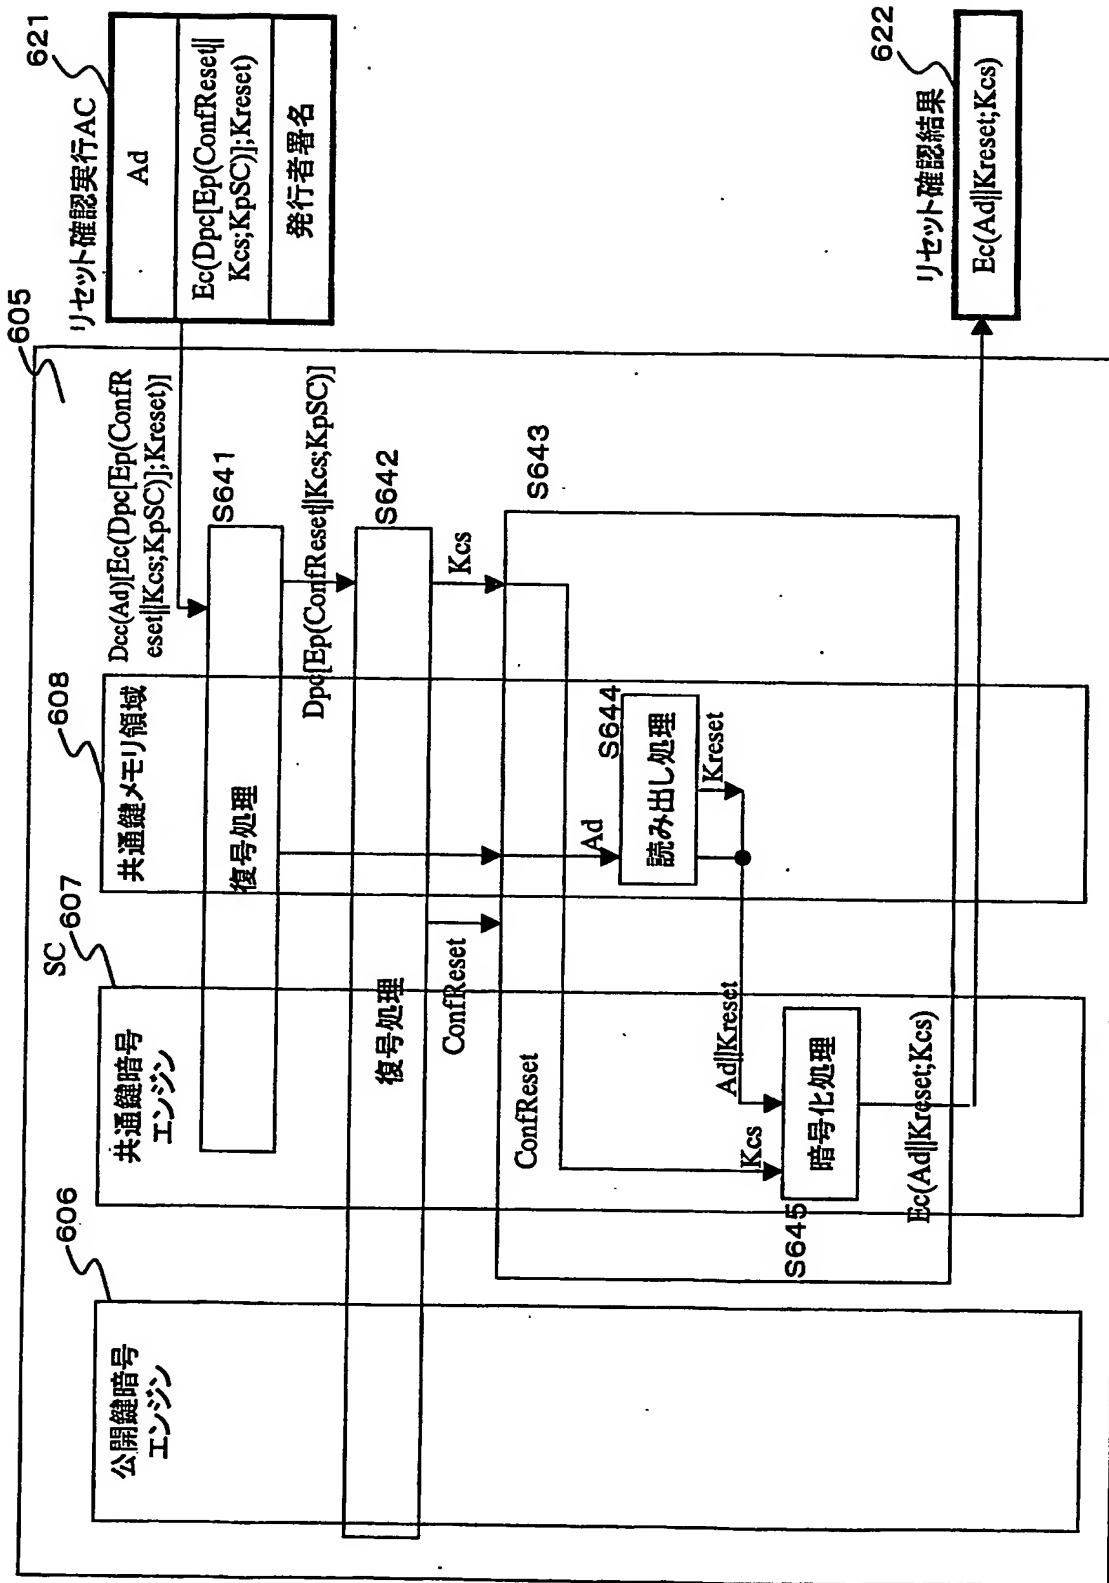 605
SC
606
公開鍵暗号
エンジン
607
共通鍵暗号
エンジン
608
共通鍵メモリ領域
Dcc(Ad)[Ec(Dpc[Ep(ConfR
eset||Kcs;KpSC)];Kreset)]
リセット確認実行AC
621
Ad
Ec(Dpc[Ep(ConfReset||
Kcs;KpSC)];Kreset)
発行者署名
復号処理
S641
Dpc[Ep(ConfReset||Kcs;KpSC)]
復号処理
S642
ConfReset
Kcs
S643
ConfReset
Ad
S644
読み出し処理
Kreset
Ad||Kreset
Kcs
S645
暗号化処理
Ec(Ad||Kreset;Kcs)
リセット確認結果
622
Ec(Ad||Kreset;Kcs)